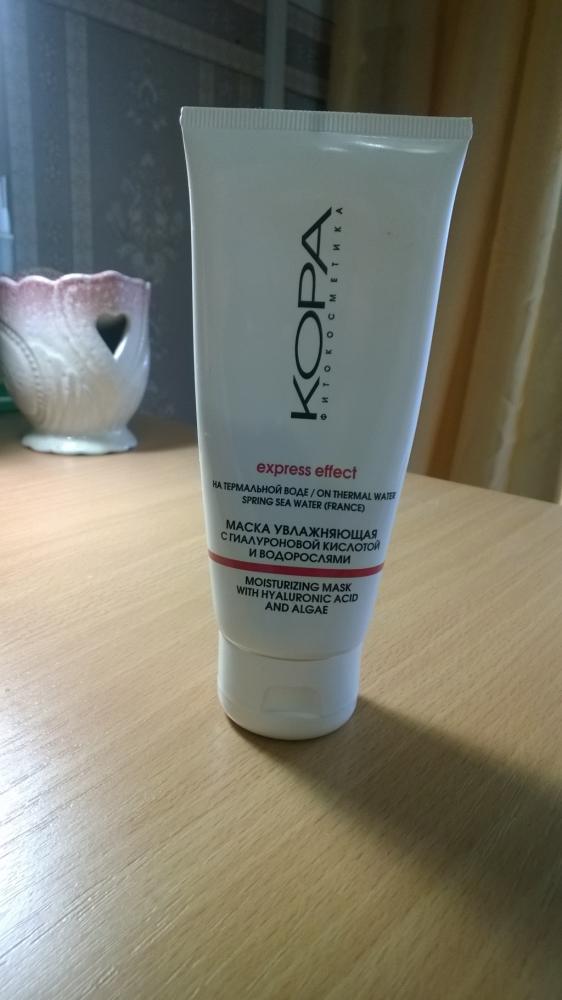 КОРА
ФИТОКОСМЕТИКА
express effect
НА ТЕРМАЛЬНОЙ ВОДЕ / ON THERMAL WATER
SPRING SEA WATER (FRANCE)
МАСКА УВЛАЖНЯЮЩАЯ
С ГИАЛУРОНОВОЙ КИСЛОТОЙ
И ВОДОРОСЛЯМИ
MOISTURIZING MASK
WITH HYALURONIC ACID
AND ALGAE